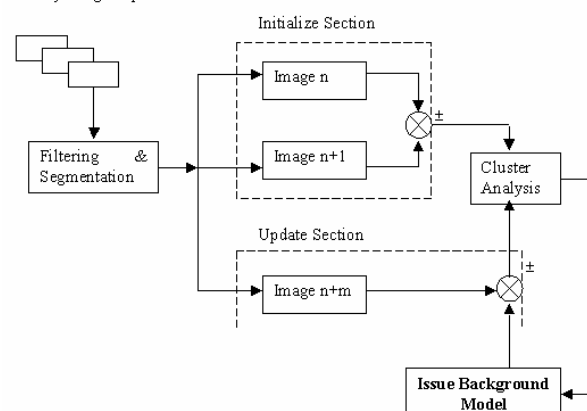 Initialize Section
Image n
±
Filtering &
Segmentation
Image n+1
Cluster
Analysis
Update Section
±
Image n+m
Issue Background
Model